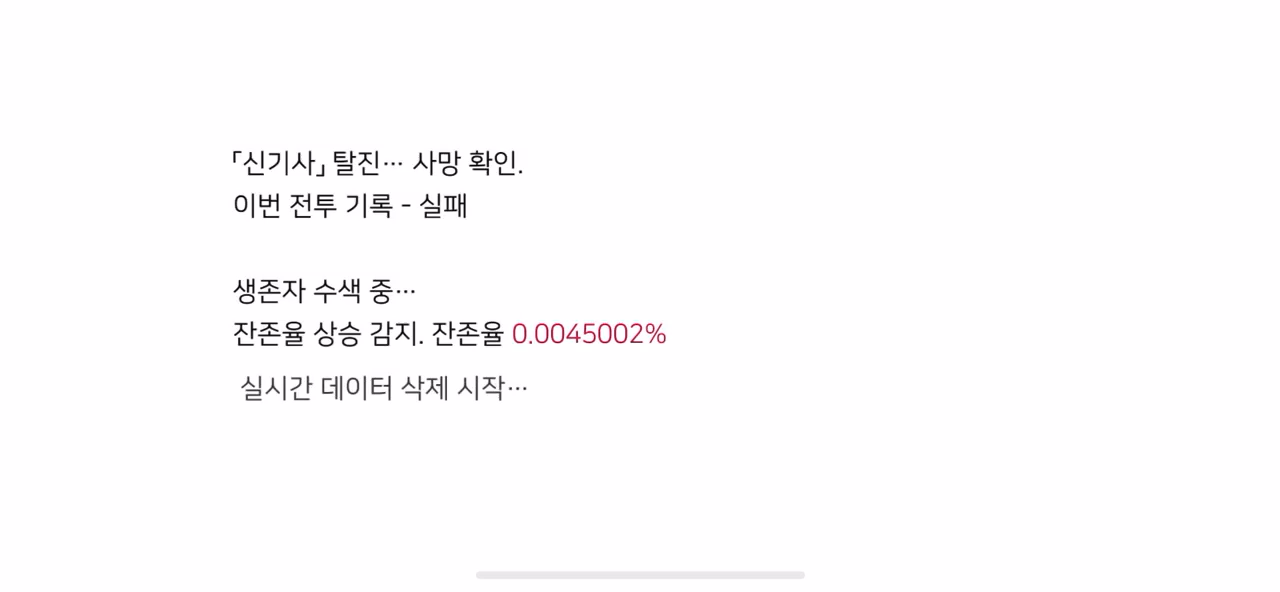 「신기사」 탈진… 사망 확인.
이번 전투 기록 - 실패
생존자 수색 중…
잔존율 상승 감지. 잔존율 0.0045002%
실시간 데이터 삭제 시작…